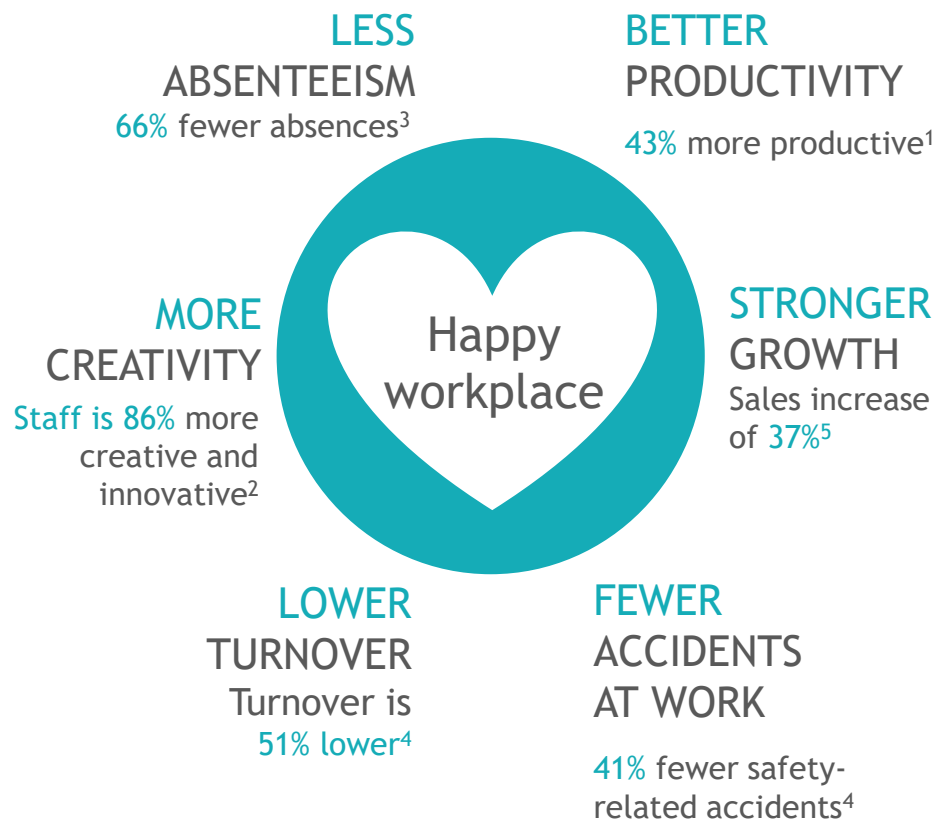 LESS
ABSENTEEISM
66% fewer absences³
BETTER
PRODUCTIVITY
43% more productive¹
MORE
CREATIVITY
Staff is 86% more
creative and
innovative²
Happy
workplace
STRONGER
GROWTH
Sales increase
of 37%⁵
LOWER
TURNOVER
Turnover is
51% lower⁴
FEWER
ACCIDENTS
AT WORK
41% fewer safety-
related accidents⁴